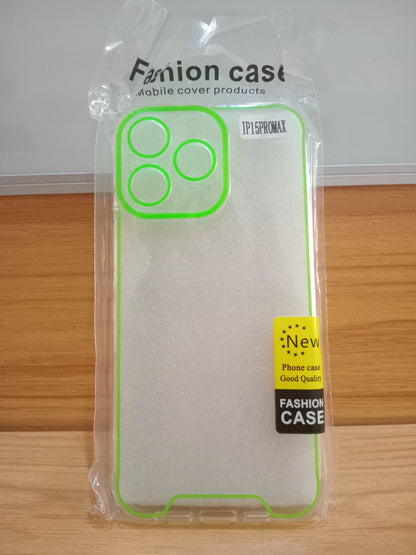 Fashion case
Mobile cover products
IP15PROMAX
New
Phone case
Good Quality
FASHION
CASE